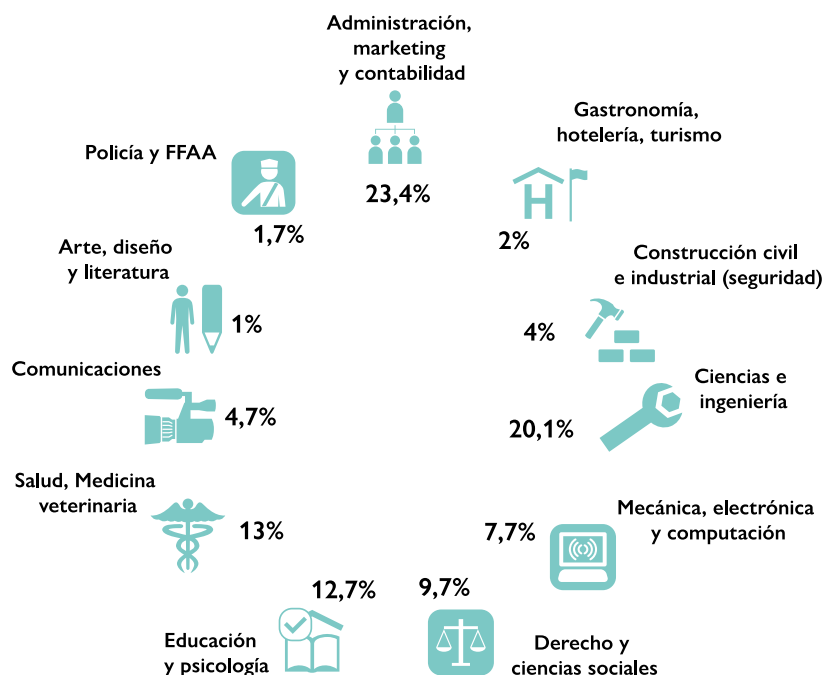 Administración,
marketing
y contabilidad
23,4%
Gastronomía,
hotelería, turismo
2%
Construcción civil
e industrial (seguridad)
4%
Ciencias e
ingeniería
20,1%
Mecánica, electrónica
y computación
7,7%
Derecho y
ciencias sociales
9,7%
Educación
y psicología
12,7%
Salud, Medicina
veterinaria
13%
Comunicaciones
4,7%
Arte, diseño
y literatura
1%
Policía y FFAA
1,7%
H